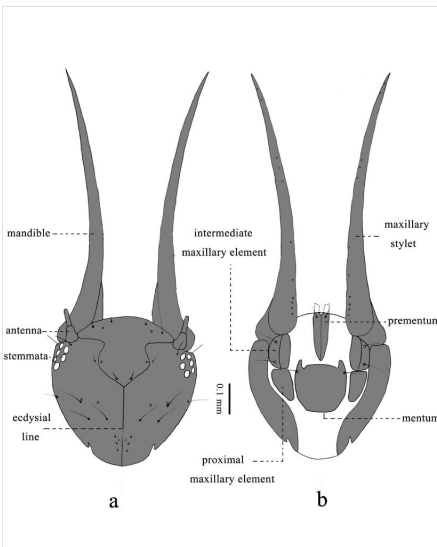 mandible
antenna
stemmata
ecdysial
line
intermediate
maxillary element
0.1 mm
proximal
maxillary element
maxillary
stylet
prementum
mentum
a
b